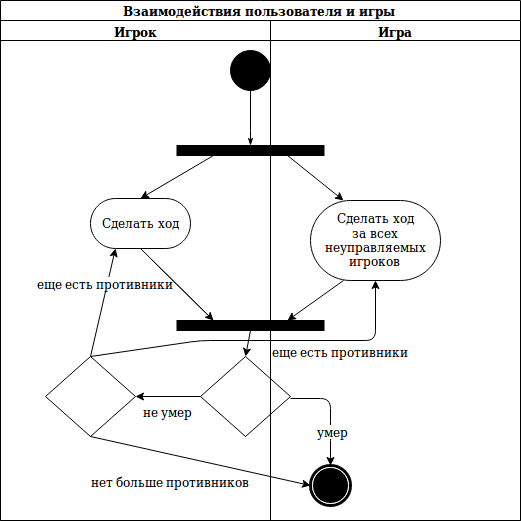 Взаимодействия пользователя и игры
Игрок
Игра
Сделать ход
Сделать ход
за всех
неуправляемых
игроков
еще есть противники
еще есть противники
не умер
умер
нет больше противников